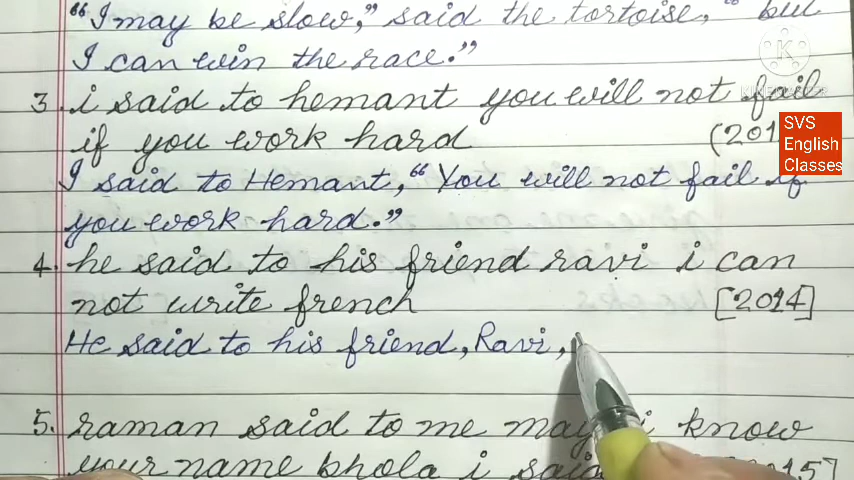 “I may be slow,” said the tortoise, “but
I can win the race.”
3. i said to hemant you will not fail
if you work hard
SVS
English
Classes
I said to Hemant, “You will not fail if
you work hard.”
4. he said to his friend ravi i can
not write french [2014]
He said to his friend, Ravi,
5. raman said to me may i know
your name bhola i said